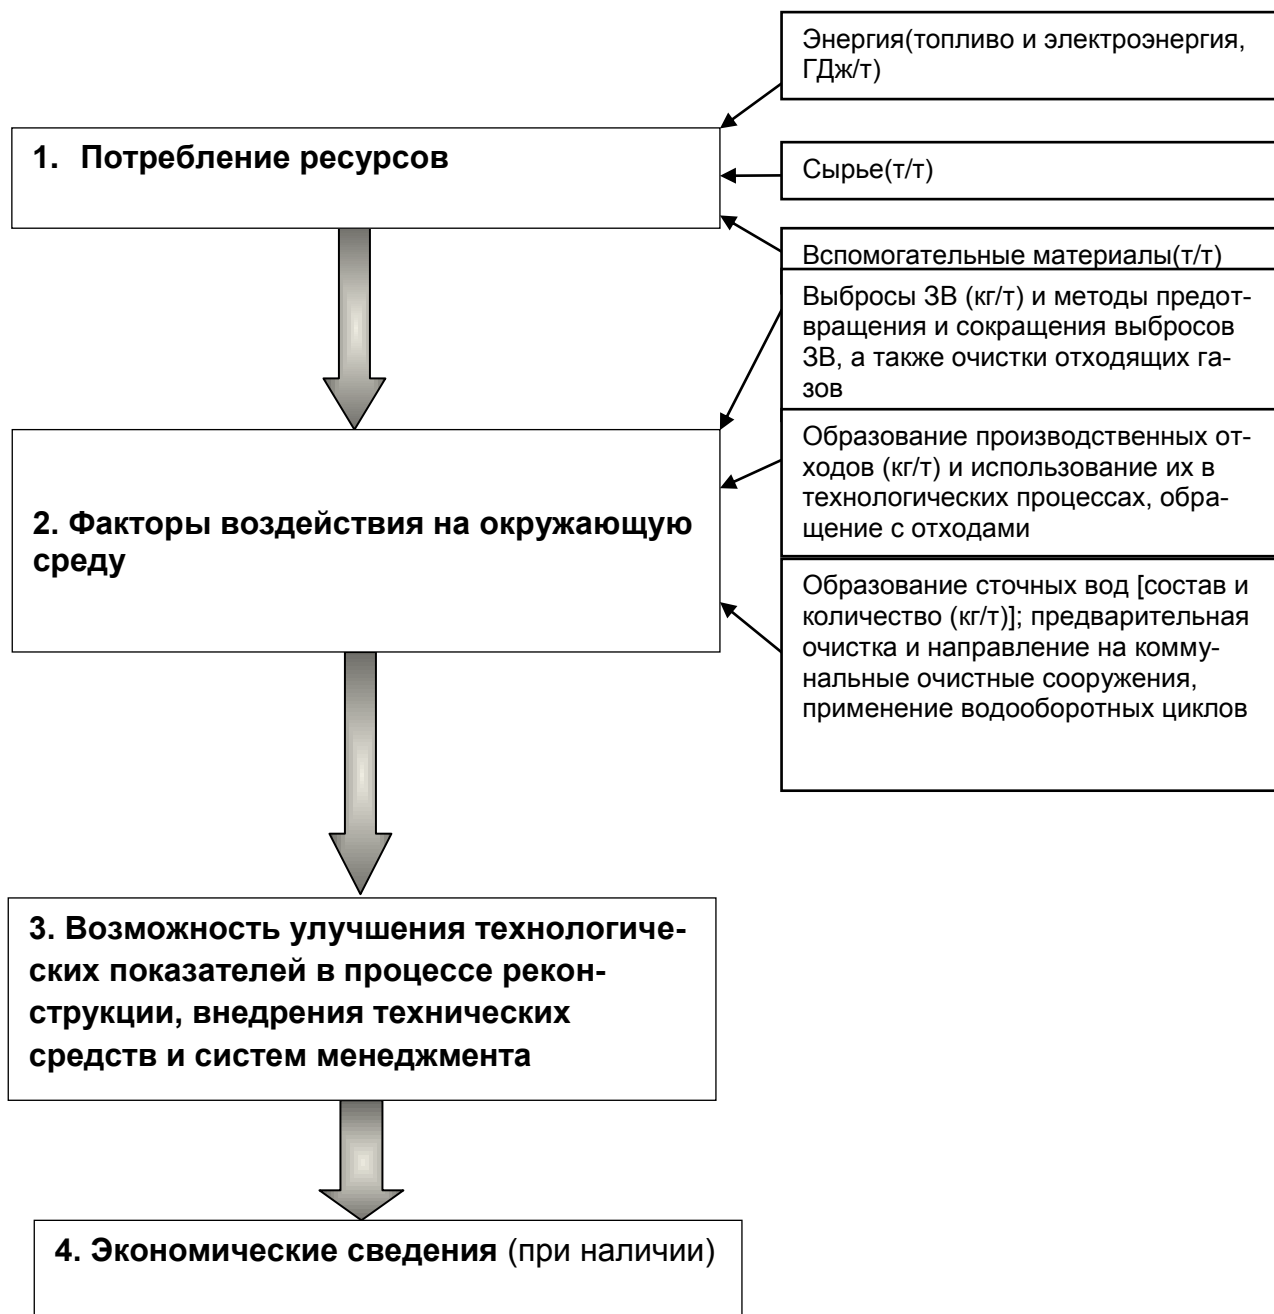 Энергия(топливо и электроэнергия,
ГДж/т)
1. Потребление ресурсов
Сырье(т/т)
Вспомогательные материалы(т/т)
Выбросы ЗВ (кг/т) и методы предот-
вращения и сокращения выбросов
ЗВ, а также очистки отходящих га-
зов
Образование производственных от-
ходов (кг/т) и использование их в
технологических процессах, обра-
щение с отходами
2. Факторы воздействия на окружающую
среду
Образование сточных вод [состав и
количество (кг/т)]; предварительная
очистка и направление на комму-
нальные очистные сооружения,
применение водооборотных циклов
3. Возможность улучшения технологиче-
ских показателей в процессе рекон-
струкции, внедрения технических
средств и систем менеджмента
4. Экономические сведения (при наличии)